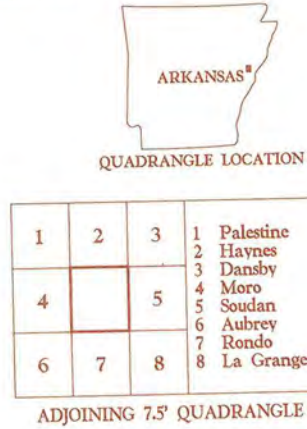 ARKANSAS
QUADRANGLE LOCATION
1 2 3
4 5
6 7 8
1 Palestine
2 Haynes
3 Dansby
4 Moro
5 Soudan
6 Aubrey
7 Rondo
8 La Grange
ADJOINING 7.5' QUADRANGLE